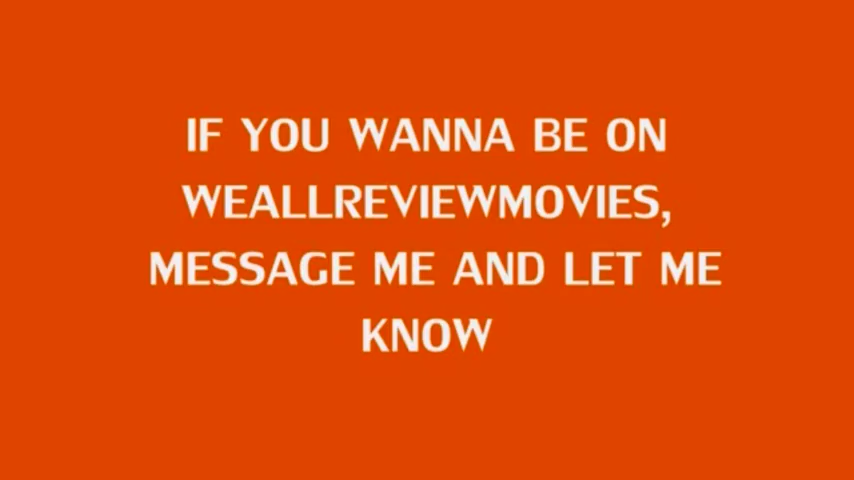 IF YOU WANNA BE ON
WEALLREVIEWMOVIES,
MESSAGE ME AND LET ME
KNOW